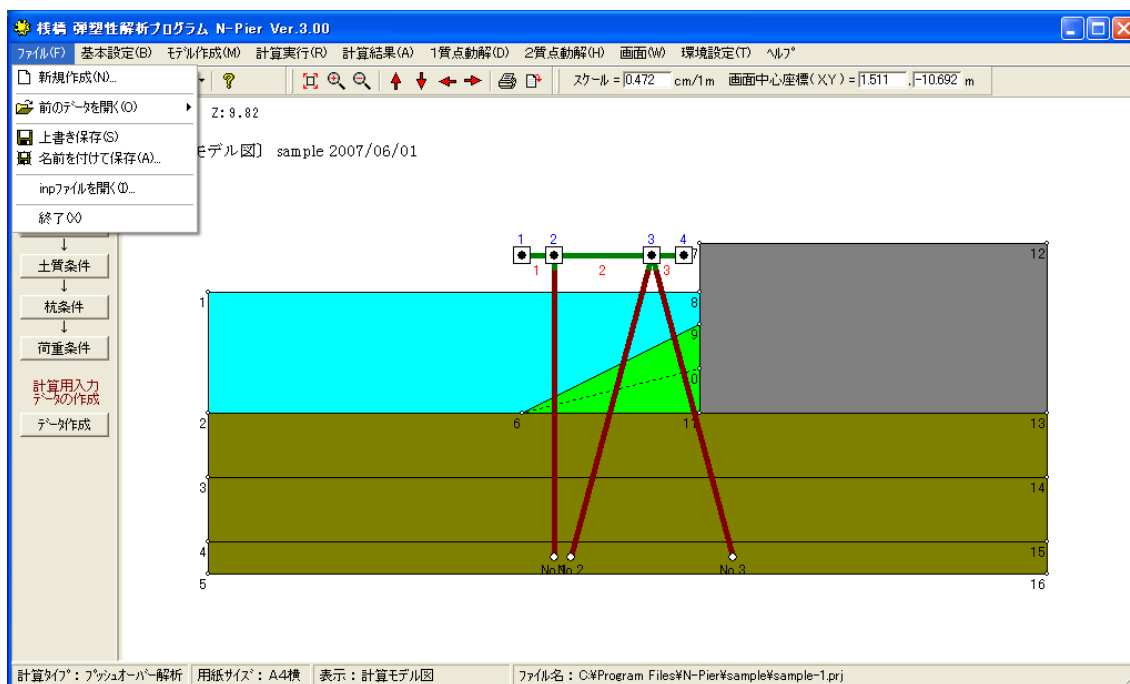 桟橋 弾塑性解析プログラム N-Pier Ver.3.00
ファイル(F) 基本設定(B) モデル作成(M) 計算実行(R) 計算結果(A) 1質点動解(D) 2質点動解(H) 画面(W) 環境設定(T) ヘルプ
新規作成(N)...
前のデータを開く(O)
上書き保存(S)
名前を付けて保存(A)...
inpファイルを開く(I)...
終了(X)
スケール = 0.472 cm/1m 画面中心座標(XY) = 1.511 , -10.692 m
Z:9.82
モデル図] sample 2007/06/01
↓
土質条件
↓
杭条件
↓
荷重条件
計算用入力
データの作成
データ作成
1 2 3 4
7 12
1 2 3
1 8
9
0
2 6 11 13
3 14
4 15
No.2 No.3
5 16
計算タイプ:プッシュオーバー解析 用紙サイズ:A4横 表示:計算モデル図 ファイル名:C:¥Program Files¥N-Pier¥sample¥sample-1.prj